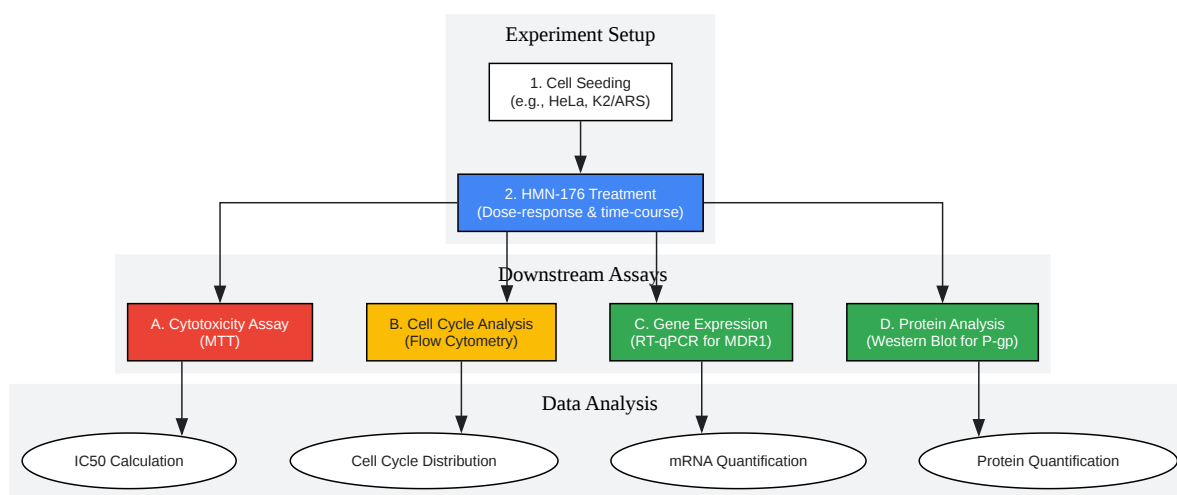 Experiment Setup
1. Cell Seeding
(e.g., HeLa, K2/ARS)
2. HMN-176 Treatment
(Dose-response & time-course)
Downstream Assays
A. Cytotoxicity Assay
(MTT)
B. Cell Cycle Analysis
(Flow Cytometry)
C. Gene Expression
(RT-qPCR for MDR1)
D. Protein Analysis
(Western Blot for P-gp)
Data Analysis
IC50 Calculation
Cell Cycle Distribution
mRNA Quantification
Protein Quantification